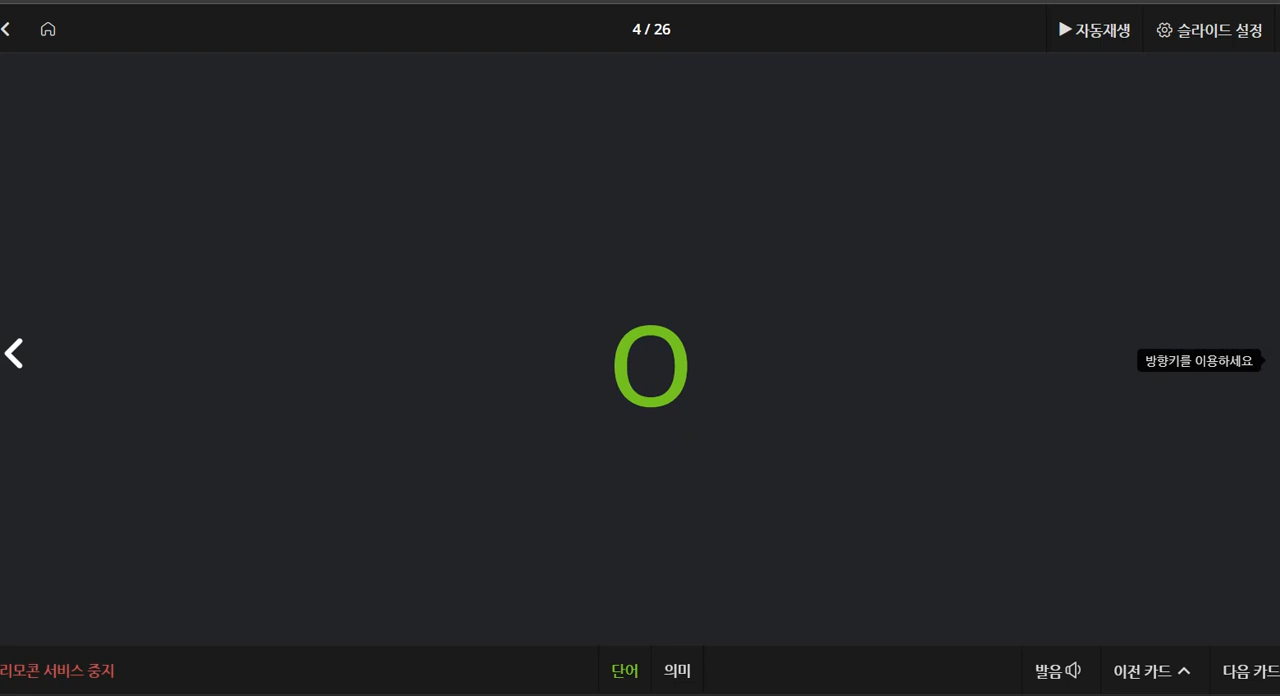 4 / 26
▶ 자동재생
슬라이드 설정
O
방향키를 이용하세요
리모콘 서비스 중지
단어
의미
발음
이전 카드
다음 카드